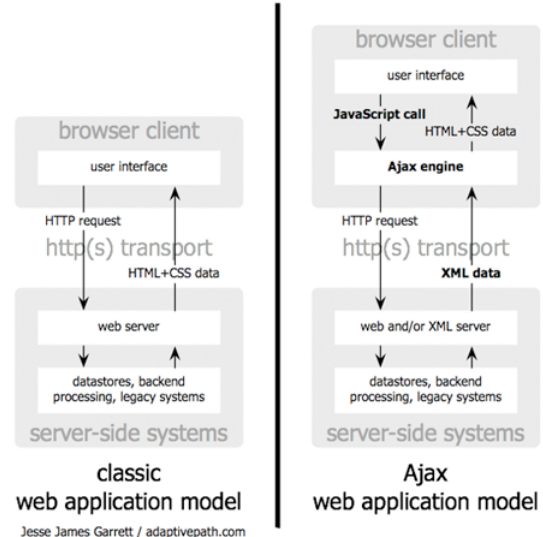 browser client
user interface
HTTP request
http(s) transport
HTML+CSS data
web server
datastores, backend
processing, legacy systems
server-side systems
classic
web application model
Jesse James Garrett / adaptivepath.com
browser client
user interface
JavaScript call
HTML+CSS data
Ajax engine
HTTP request
http(s) transport
XML data
web and/or XML server
datastores, backend
processing, legacy systems
server-side systems
Ajax
web application model